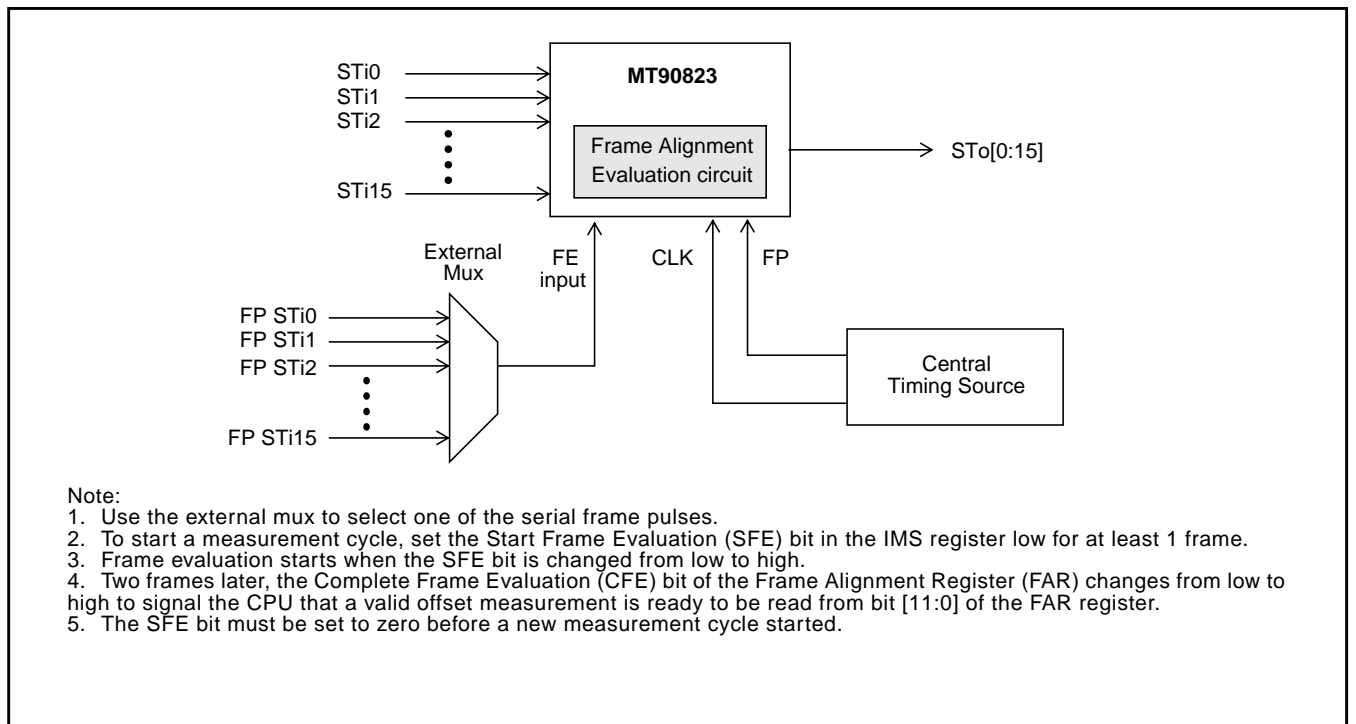 STi0
STi1
STi2
STi15
MT90823
Frame Alignment
Evaluation circuit
STo[0:15]
External
Mux
FE
input
CLK
FP
FP STi0
FP STi1
FP STi2
FP STi15
Central
Timing Source
Note:
1. Use the external mux to select one of the serial frame pulses.
2. To start a measurement cycle, set the Start Frame Evaluation (SFE) bit in the IMS register low for at least 1 frame.
3. Frame evaluation starts when the SFE bit is changed from low to high.
4. Two frames later, the Complete Frame Evaluation (CFE) bit of the Frame Alignment Register (FAR) changes from low to
high to signal the CPU that a valid offset measurement is ready to be read from bit [11:0] of the FAR register.
5. The SFE bit must be set to zero before a new measurement cycle started.